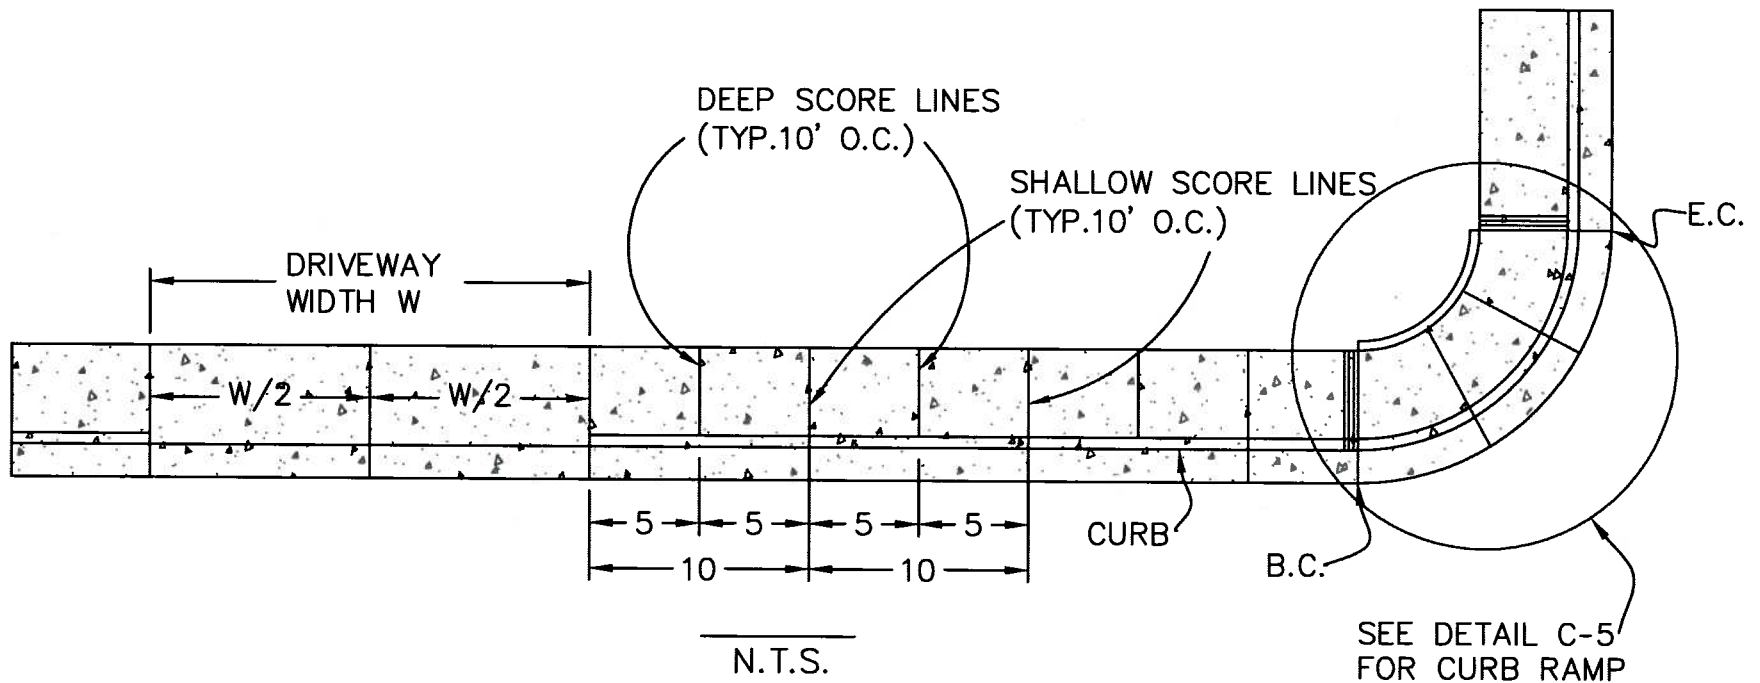 DEEP SCORE LINES
(TYP.10' O.C.)
SHALLOW SCORE LINES
(TYP.10' O.C.)
E.C.
DRIVEWAY
WIDTH W
W/2
W/2
5
5
5
5
10
10
CURB
B.C.
SEE DETAIL C-5
FOR CURB RAMP
N.T.S.